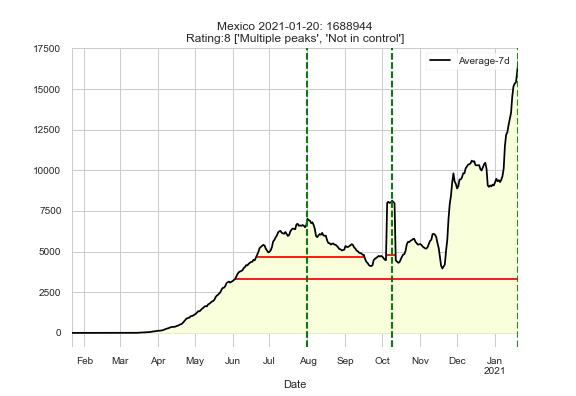 Mexico 2021-01-20: 1688944
Rating:8 ['Multiple peaks', 'Not in control']
17500
15000
12500
10000
7500
5000
2500
0
Average-7d
Feb Mar Apr May Jun Jul Aug Sep Oct Nov Dec Jan
2021
Date